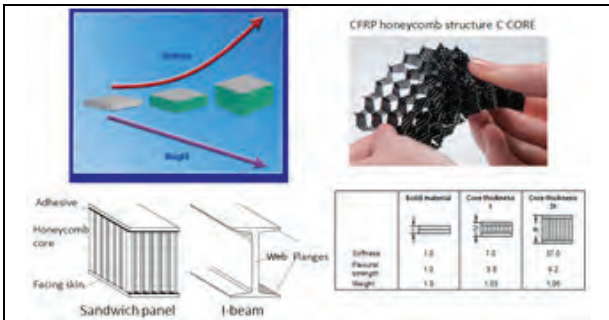 CFRP honeycomb structure C CORE
Stiffness
Weight
Adhesive
Honeycomb
core
Web
Flanges
Facing skin
Sandwich panel
I-beam
Solid material
Core thickness
t
Core thickness
3t
Stiffness 1.0 7.0 37.0
Flexural
strength 1.0 3.5 9.2
Weight 1.0 1.03 1.06